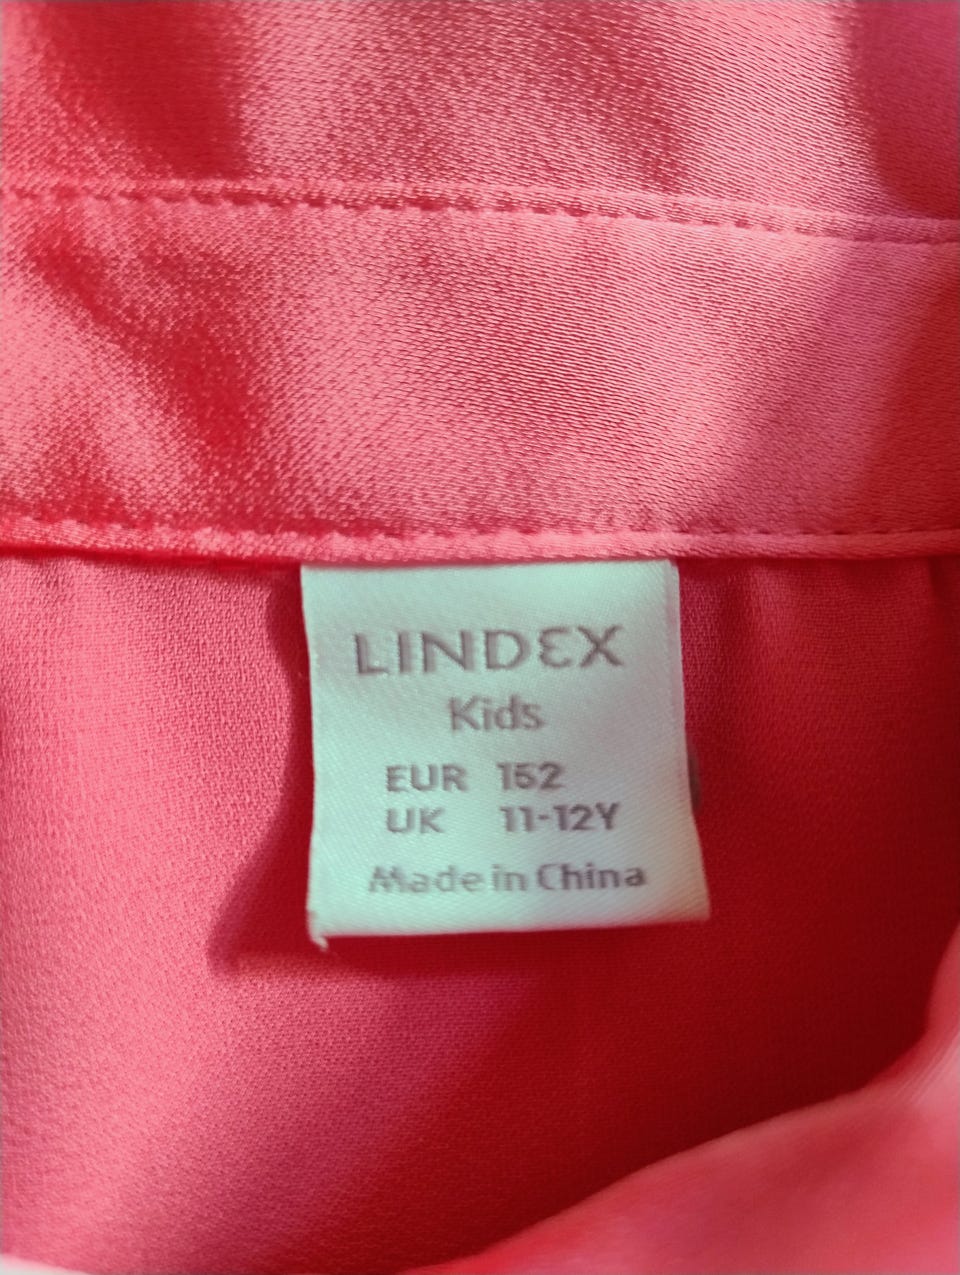 LINDEX
Kids
EUR 152
UK 11-12Y
Made in China